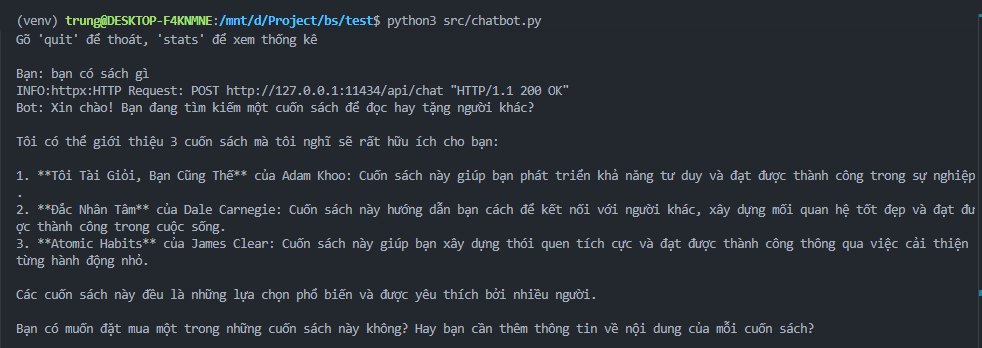 (venv) trung@DESKTOP-F4KNMNE:/mnt/d/Project/bs/test$ python3 src/chatbot.py
Gõ 'quit' để thoát, 'stats' để xem thống kê
Bạn: bạn có sách gì
INFO:httpx:HTTP Request: POST http://127.0.0.1:11434/api/chat "HTTP/1.1 200 OK"
Bot: Xin chào! Bạn đang tìm kiếm một cuốn sách để đọc hay tặng người khác?
Tôi có thể giới thiệu 3 cuốn sách mà tôi nghĩ sẽ rất hữu ích cho bạn:
1. **Tôi Tài Giỏi, Bạn Cũng Thế** của Adam Khoo: Cuốn sách này giúp bạn phát triển khả năng tư duy và đạt được thành công trong sự nghiệp
.
2. **Đắc Nhân Tâm** của Dale Carnegie: Cuốn sách này hướng dẫn bạn cách để kết nối với người khác, xây dựng mối quan hệ tốt đẹp và đạt đư
ợc thành công trong cuộc sống.
3. **Atomic Habits** của James Clear: Cuốn sách này giúp bạn xây dựng thói quen tích cực và đạt được thành công thông qua việc cải thiện
từng hành động nhỏ.
Các cuốn sách này đều là những lựa chọn phổ biến và được yêu thích bởi nhiều người.
Bạn có muốn đặt mua một trong những cuốn sách này không? Hay bạn cần thêm thông tin về nội dung của mỗi cuốn sách?